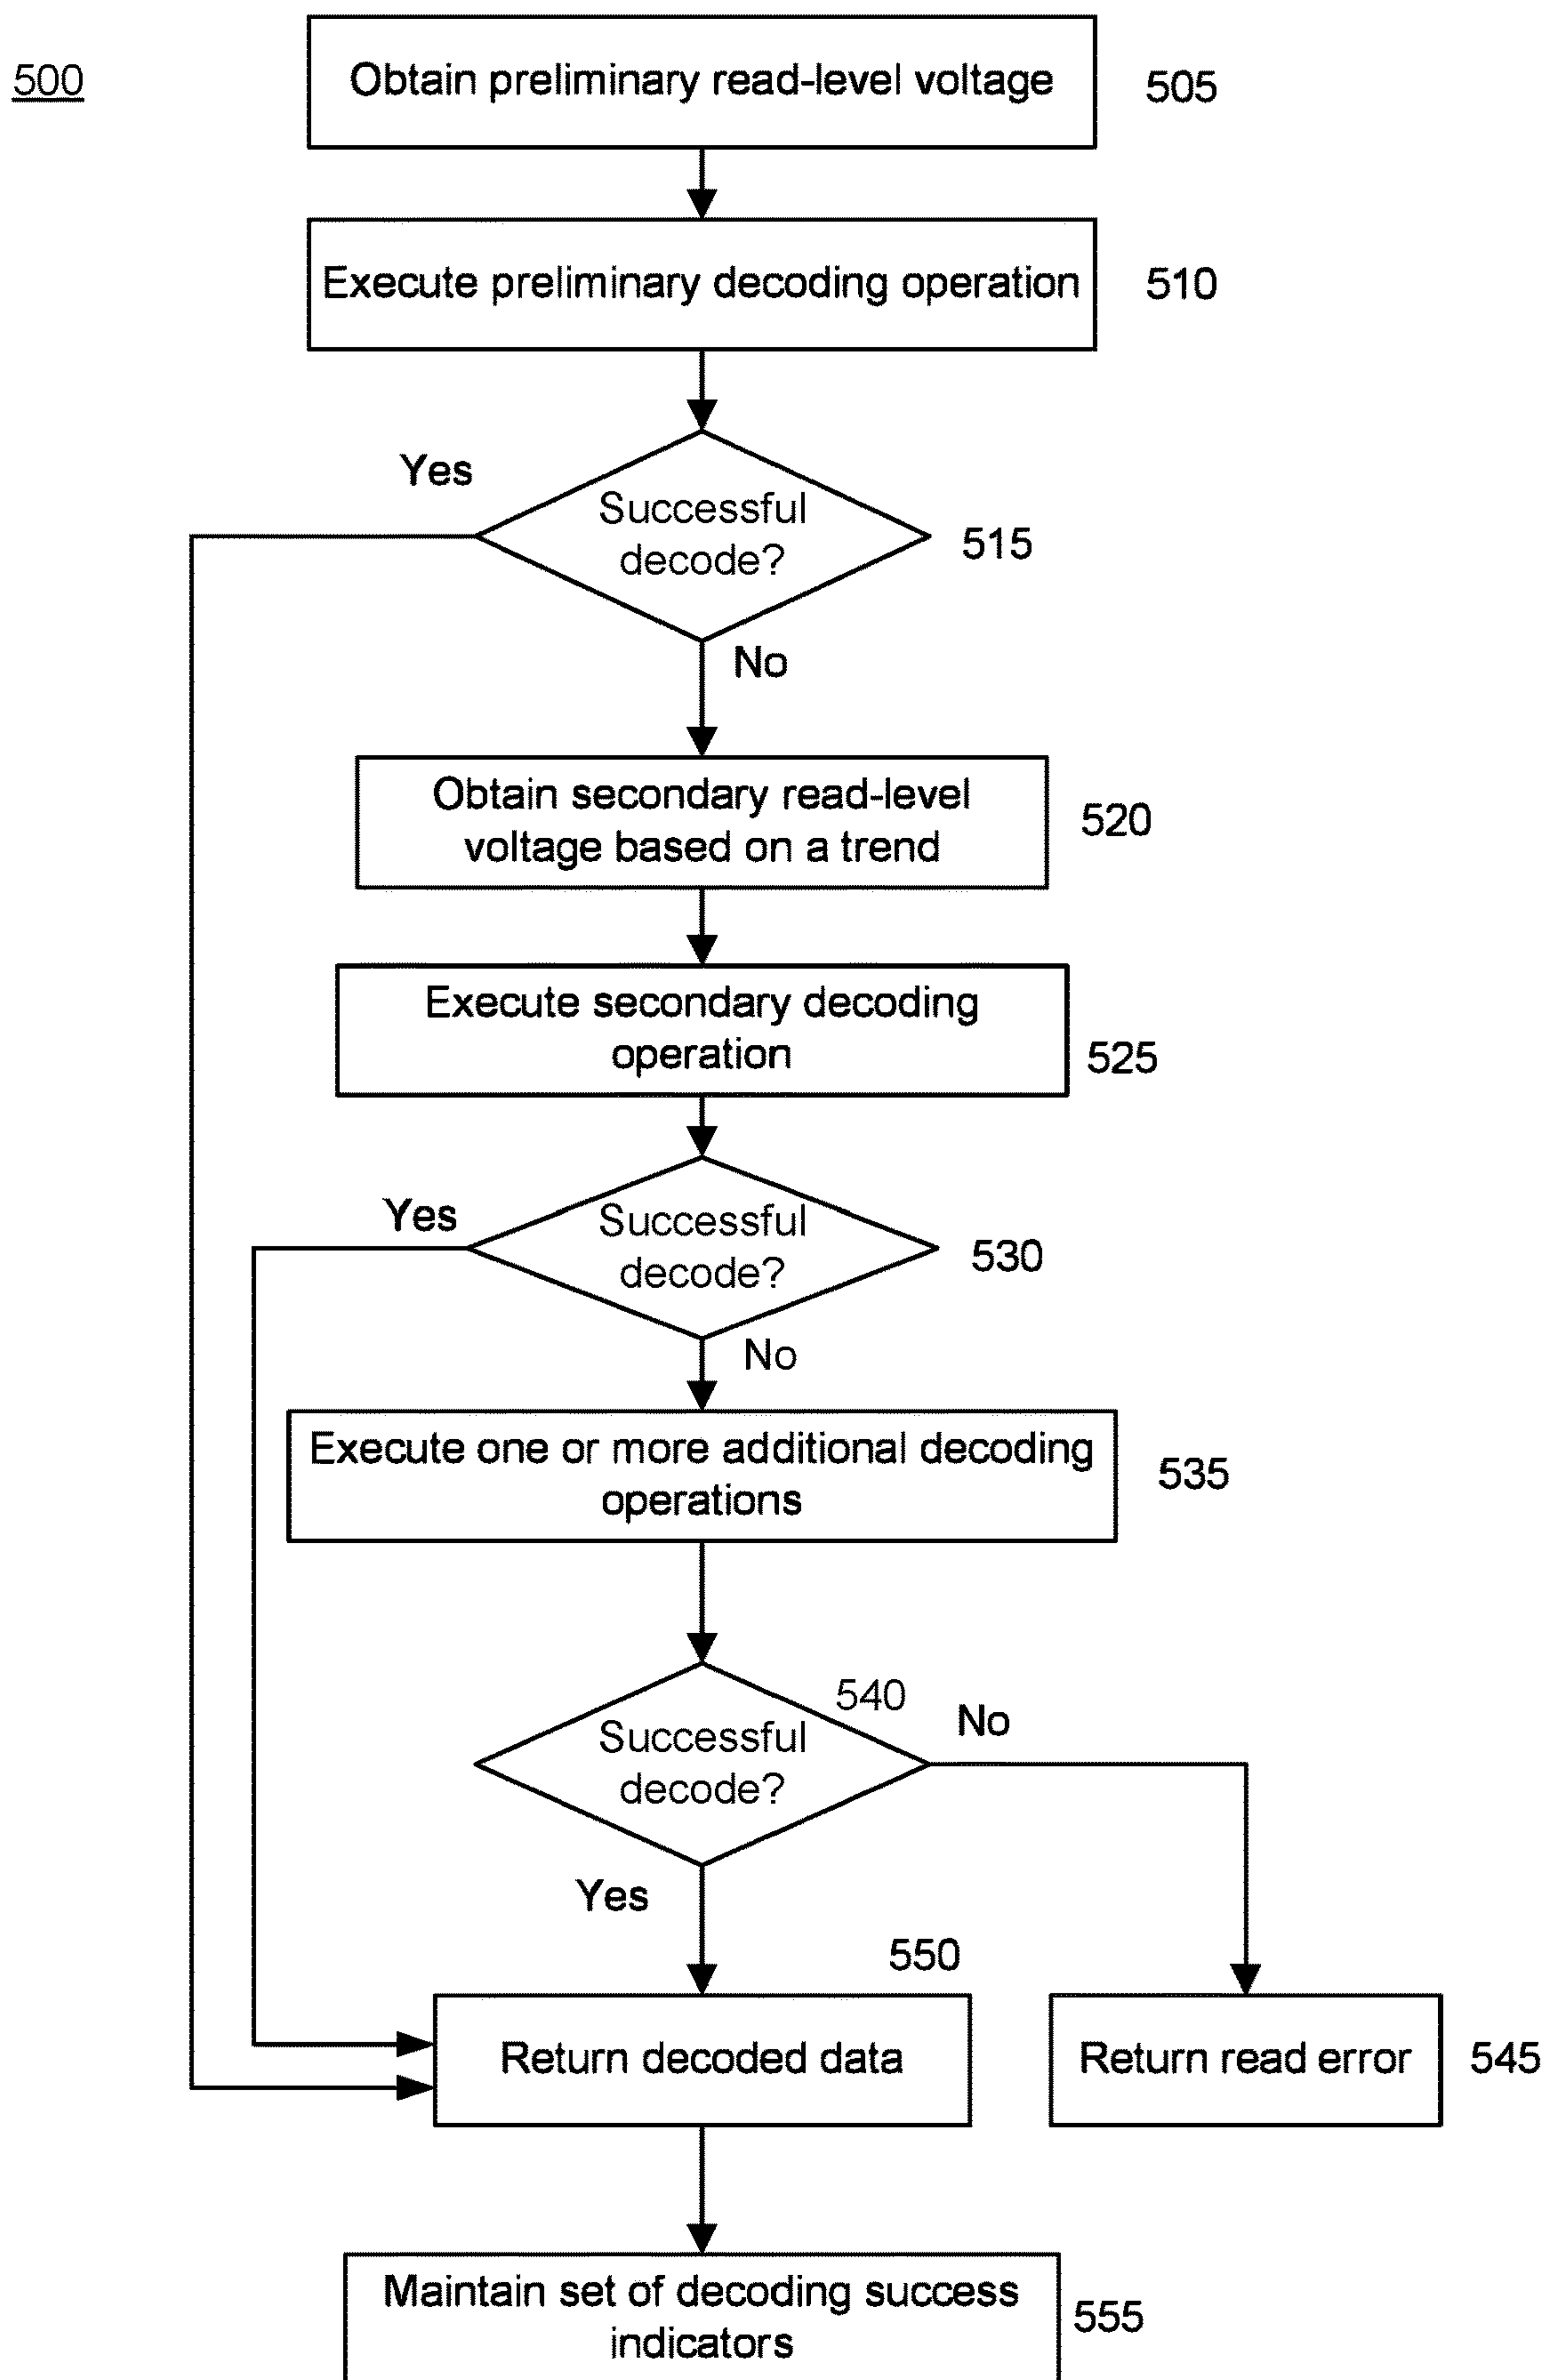 500
Obtain preliminary read-level voltage
505
Execute preliminary decoding operation
510
Yes
Successful
decode?
515
No
Obtain secondary read-level
voltage based on a trend
520
Execute secondary decoding
operation
525
Yes
Successful
decode?
530
No
Execute one or more additional decoding
operations
535
540
No
Successful
decode?
Yes
550
Return decoded data
Return read error
545
Maintain set of decoding success
indicators
555